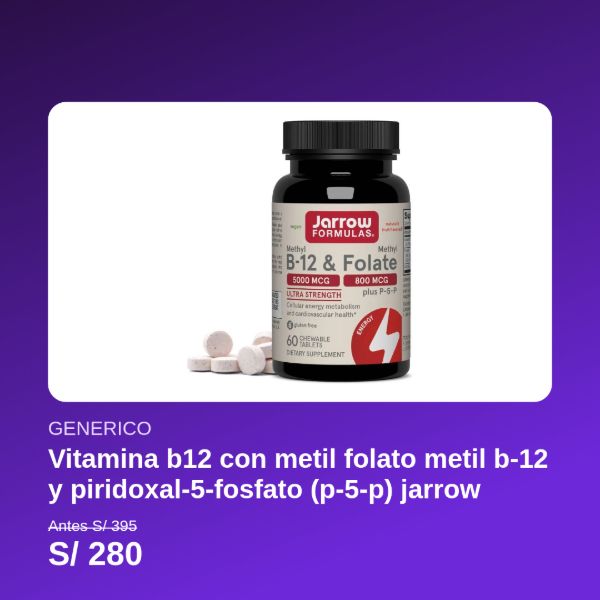 Jarrow
FORMULAS
vegan
Methyl Methyl
B-12 & Folate
5000 MCG 800 MCG
ULTRA STRENGTH plus P-5-P
Cellular energy metabolism
and cardiovascular health*
gluten free
ENERGY
60 CHEWABLE
TABLETS
DIETARY SUPPLEMENT
GENERICO
Vitamina b12 con metil folato metil b-12
y piridoxal-5-fosfato (p-5-p) jarrow
Antes S/ 395
S/ 280